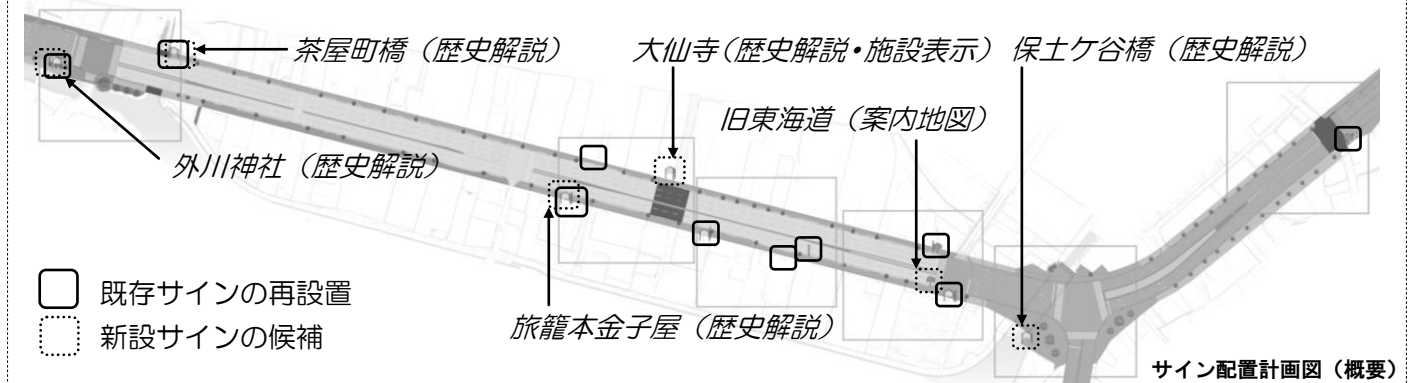 茶屋町橋（歴史解説）
大仙寺（歴史解説・施設表示）
保土ケ谷橋（歴史解説）
旧東海道（案内地図）
外川神社（歴史解説）
旅籠本金子屋（歴史解説）
既存サインの再設置
新設サインの候補
サイン配置計画図（概要）